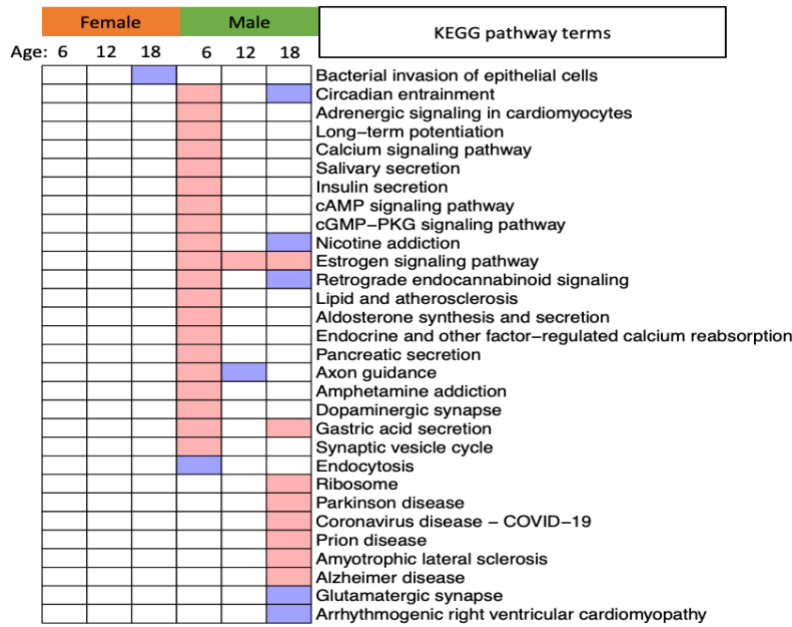 Female Male
KEGG pathway terms
Age: 6 12 18 6 12 18
Bacterial invasion of epithelial cells
Circadian entrainment
Adrenergic signaling in cardiomyocytes
Long−term potentiation
Calcium signaling pathway
Salivary secretion
Insulin secretion
cAMP signaling pathway
cGMP−PKG signaling pathway
Nicotine addiction
Estrogen signaling pathway
Retrograde endocannabinoid signaling
Lipid and atherosclerosis
Aldosterone synthesis and secretion
Endocrine and other factor−regulated calcium reabsorption
Pancreatic secretion
Axon guidance
Amphetamine addiction
Dopaminergic synapse
Gastric acid secretion
Synaptic vesicle cycle
Endocytosis
Ribosome
Parkinson disease
Coronavirus disease − COVID−19
Prion disease
Amyotrophic lateral sclerosis
Alzheimer disease
Glutamatergic synapse
Arrhythmogenic right ventricular cardiomyopathy